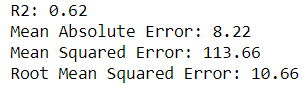 R2: 0.62
Mean Absolute Error: 8.22
Mean Squared Error: 113.66
Root Mean Squared Error: 10.66